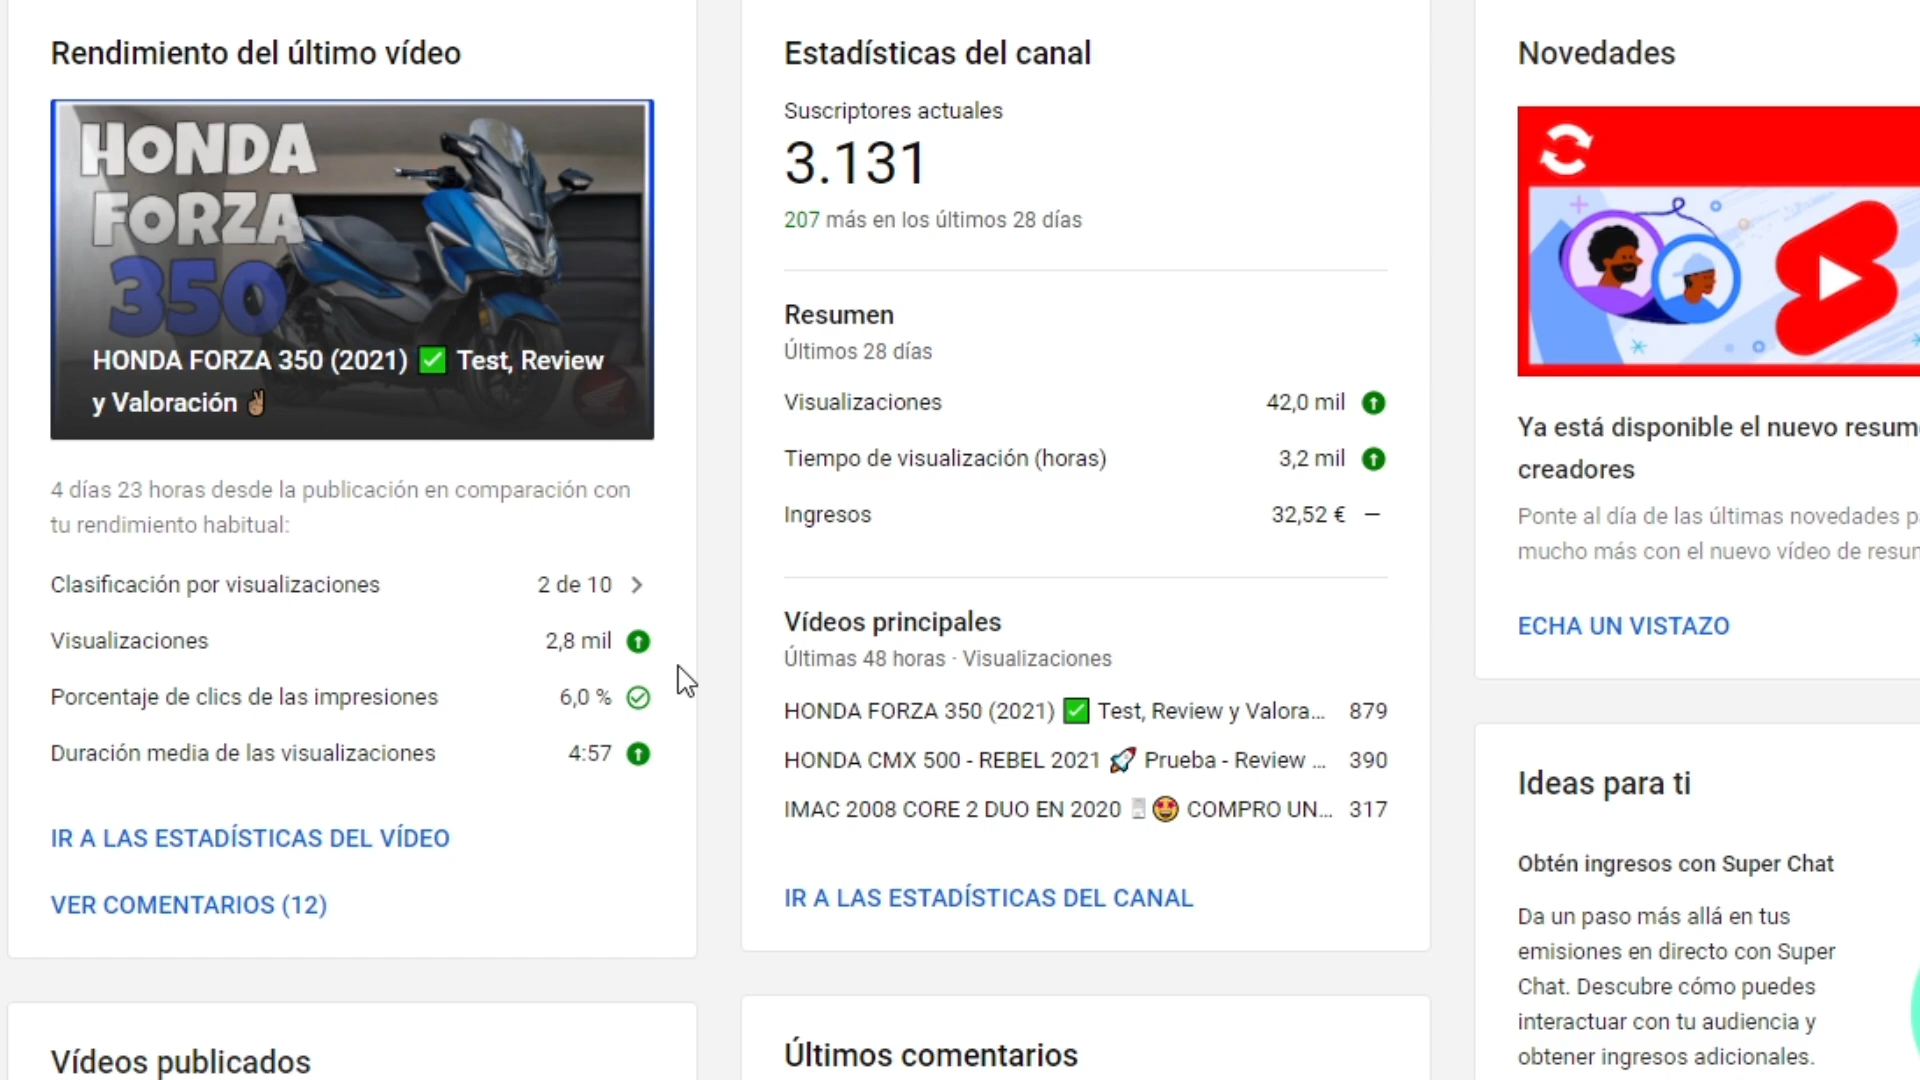 Rendimiento del último vídeo
HONDA
FORZA
350
HONDA FORZA 350 (2021) ✅ Test, Review
y Valoración ✌🏽
4 días 23 horas desde la publicación en comparación con
tu rendimiento habitual:
Clasificación por visualizaciones 2 de 10
Visualizaciones 2,8 mil
Porcentaje de clics de las impresiones 6,0 %
Duración media de las visualizaciones 4:57
IR A LAS ESTADÍSTICAS DEL VÍDEO
VER COMENTARIOS (12)
Vídeos publicados
Estadísticas del canal
Suscriptores actuales
3.131
207 más en los últimos 28 días
Resumen
Últimos 28 días
Visualizaciones 42,0 mil
Tiempo de visualización (horas) 3,2 mil
Ingresos 32,52 € —
Vídeos principales
Últimas 48 horas · Visualizaciones
HONDA FORZA 350 (2021) ✅ Test, Review y Valora... 879
HONDA CMX 500 - REBEL 2021 🚀 Prueba - Review ... 390
IMAC 2008 CORE 2 DUO EN 2020 🤩 COMPRO UN... 317
IR A LAS ESTADÍSTICAS DEL CANAL
Últimos comentarios
Novedades
Ya está disponible el nuevo resum
creadores
Ponte al día de las últimas novedades p
mucho más con el nuevo vídeo de resur
ECHA UN VISTAZO
Ideas para ti
Obtén ingresos con Super Chat
Da un paso más allá en tus
emisiones en directo con Super
Chat. Descubre cómo puedes
interactuar con tu audiencia y
obtener ingresos adicionales.